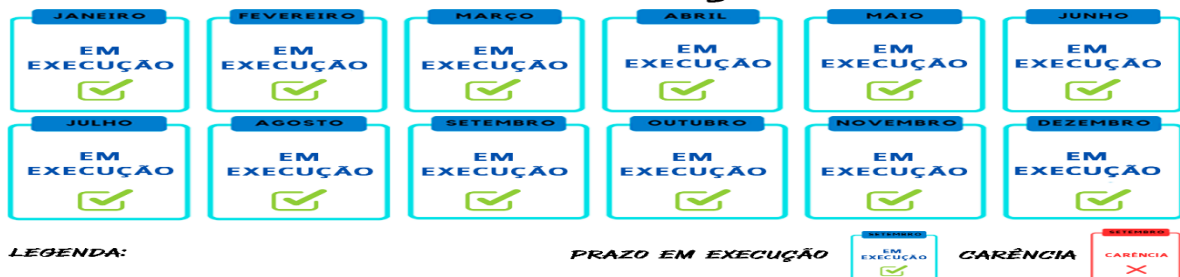 JANEIRO FEVEREIRO MARÇO ABRIL MAIO JUNHO
EM EM EM EM EM EM
EXECUÇÃO EXECUÇÃO EXECUÇÃO EXECUÇÃO EXECUÇÃO EXECUÇÃO
JULHO AGOSTO SETEMBRO OUTUBRO NOVEMBRO DEZEMBRO
EM EM EM EM EM EM
EXECUÇÃO EXECUÇÃO EXECUÇÃO EXECUÇÃO EXECUÇÃO EXECUÇÃO
LEGENDA: PRAZO EM EXECUÇÃO CARÊNCIA
SETEMBRO SETEMBRO
EM
EXECUÇÃO CARÊNCIA